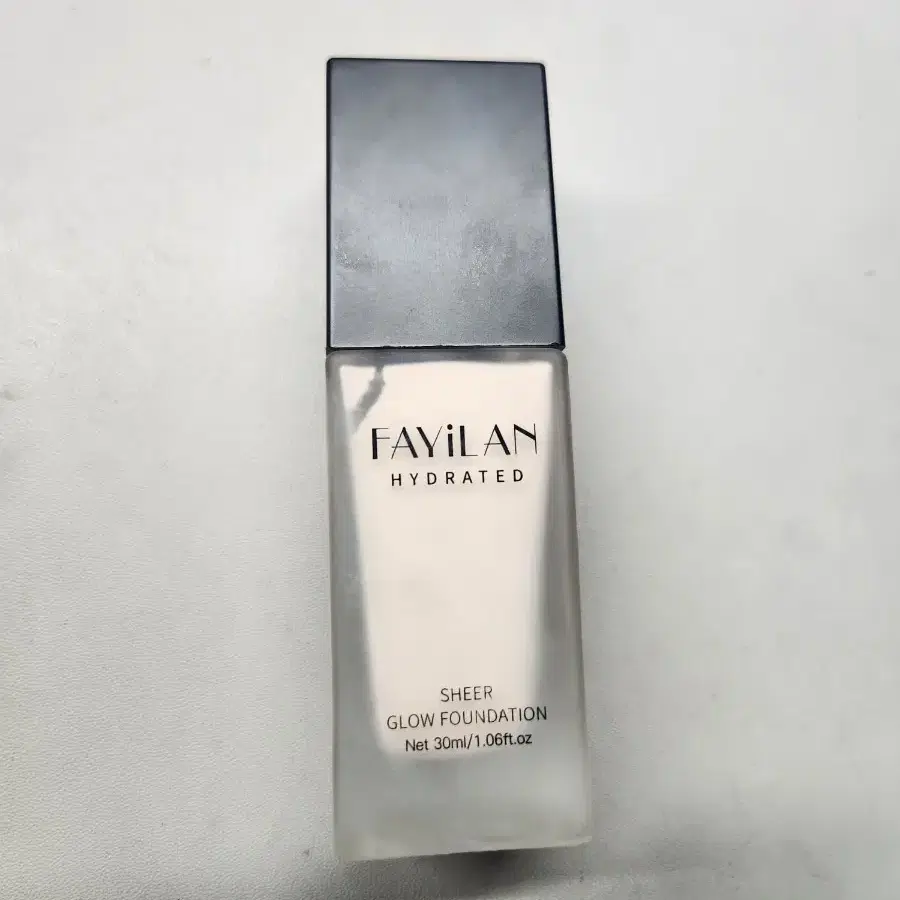 FAYiLAN
HYDRATED
SHEER
GLOW FOUNDATION
Net 30ml/1.06ft.oz